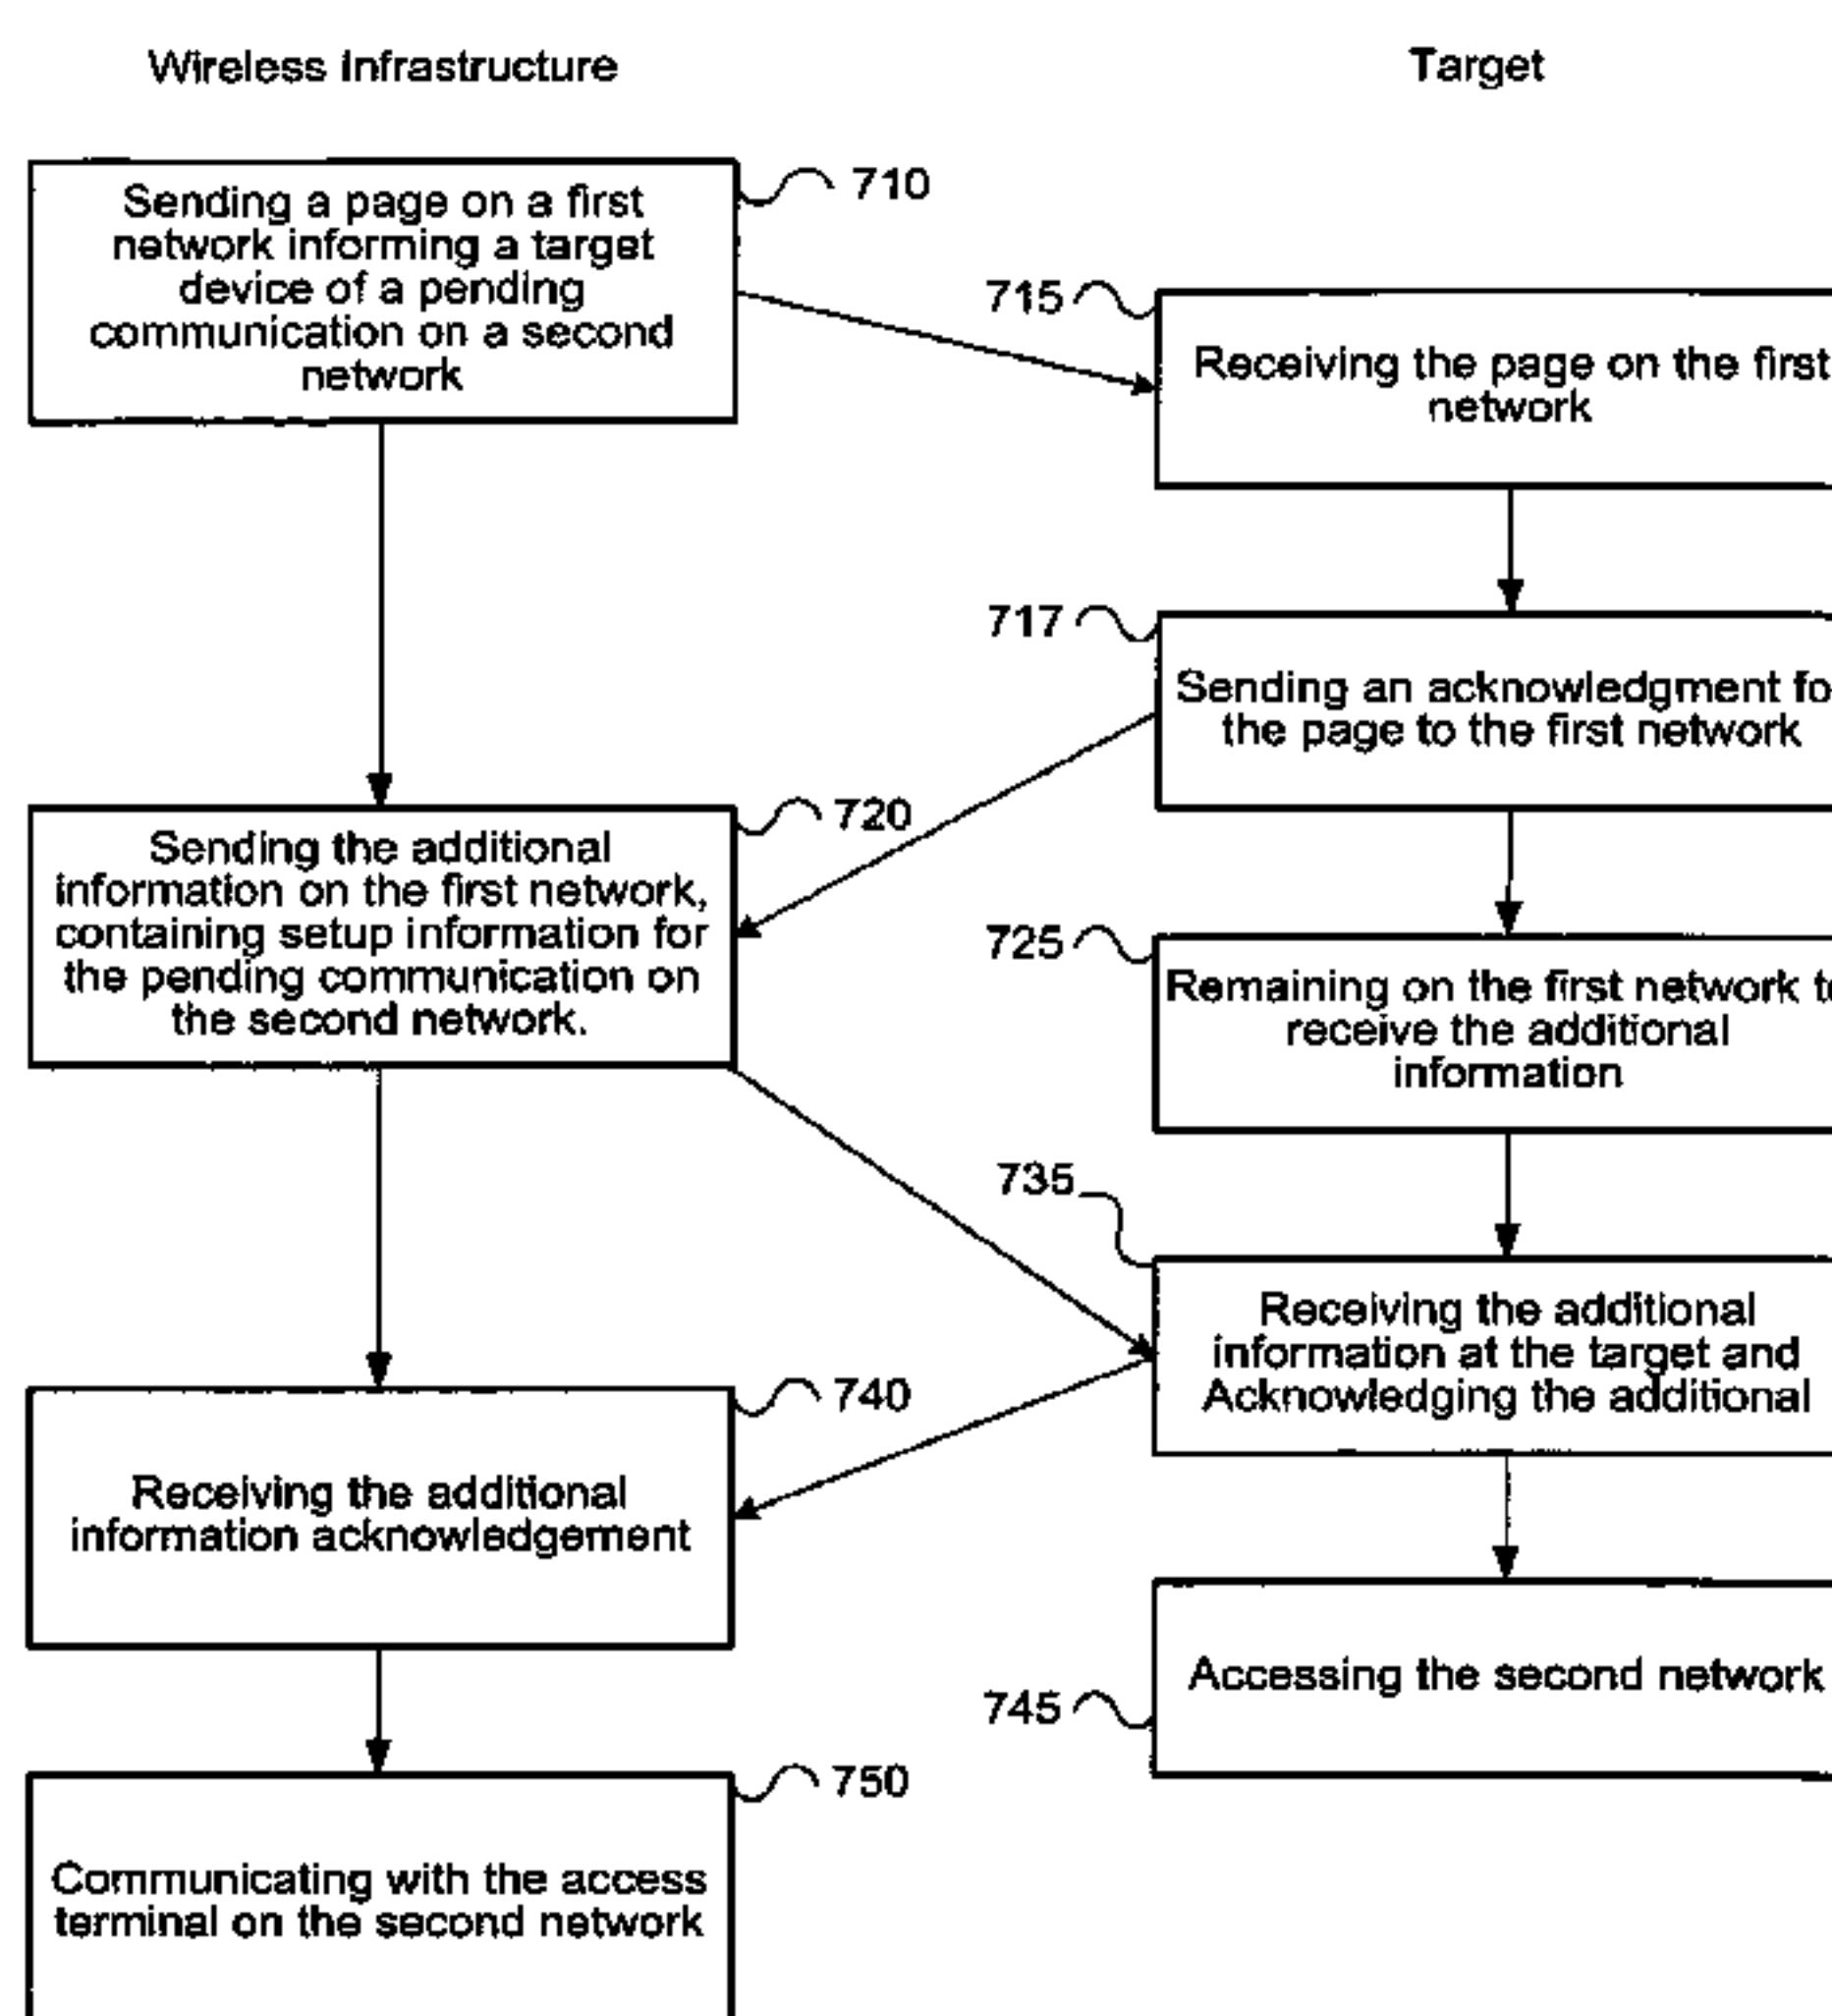 Wireless Infrastructure
Target
Sending a page on a first
network informing a target
device of a pending
communication on a second
network
710
715
Receiving the page on the first
network
717
Sending an acknowledgment
the page to the first network
720
Sending the additional
information on the first network,
containing setup information for
the pending communication on
the second network.
725
Remaining on the first network
receive the additional
information
735
Receiving the additional
information at the target and
Acknowledging the additional
740
Receiving the additional
information acknowledgement
745
Accessing the second network
750
Communicating with the access
terminal on the second network